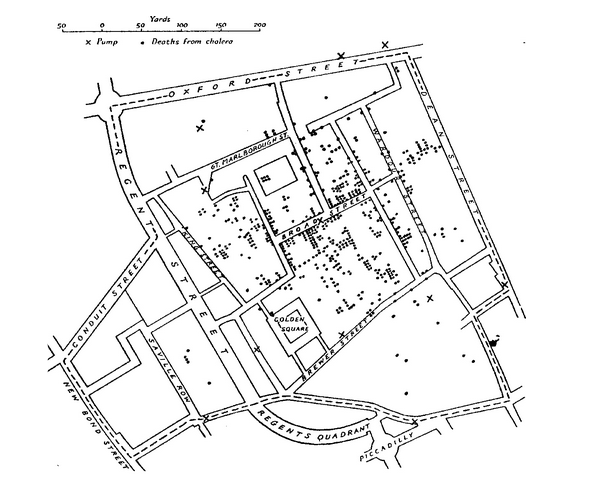 Yards
50 0 50 100 150 200
x Pump • Deaths from cholera
OXFORD STREET
GT. MARLBOROUGH ST.
REGENT STREET
DEAN STREET
WARDOUR STREET
BROAD STREET
KING STREET
CONDUIT STREET
GOLDEN SQUARE
BREWER STREET
SAVILLE ROW
NEW BOND STREET
REGENTS QUADRANT
PICCADILLY